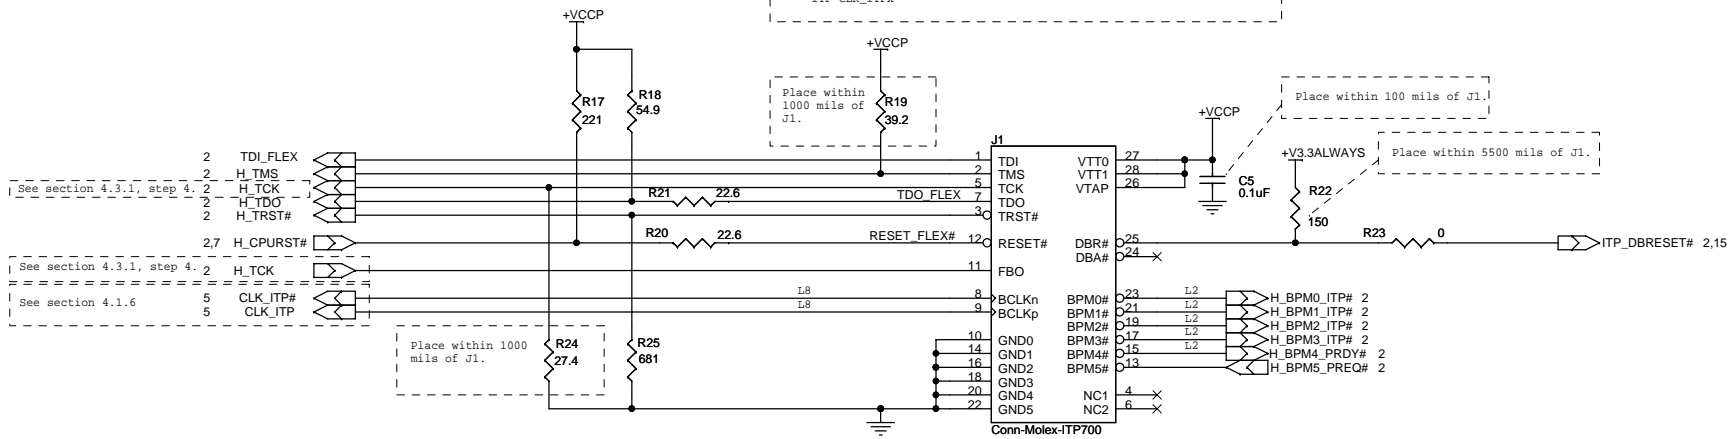 ITP CLK_ITPx
+VCCP
+VCCP
R17
221
R18
54.9
Place within
1000 mils of
J1.
R19
39.2
Place within 100 mils of J1.
+VCCP
Place within 5500 mils of J1.
+V3.3ALWAYS
C5
0.1uF
R22
150
J1
2 TDI_FLEX 1 TDI VTT0 27
2 H_TMS 2 TMS VTT1 28
See section 4.3.1, step 4. 2 H_TCK 5 TCK VTAP 26
2 H_TDO R21 22.6 TDO_FLEX 7 TDO
2 H_TRST# 3 TRST#
2,7 H_CPURST# R20 22.6 RESET_FLEX# 12 RESET# DBR# 25 R23 0 ITP_DBRESET# 2,15
DBA# 24
See section 4.3.1, step 4. 2 H_TCK 11 FBO
See section 4.1.6
5 CLK_ITP# L8 8 BCLKn BPM0# 23 L2 H_BPM0_ITP# 2
5 CLK_ITP L8 9 BCLKp BPM1# 21 L2 H_BPM1_ITP# 2
BPM2# 19 L2 H_BPM2_ITP# 2
10 GND0 BPM3# 17 L2 H_BPM3_ITP# 2
14 GND1 BPM4# 15 L2 H_BPM4_PRDY# 2
16 GND2 BPM5# 13 H_BPM5_PREQ# 2
18 GND3
20 GND4 NC1 4
22 GND5 NC2 6
Place within 1000
mils of J1.
R24
27.4
R25
681
Conn-Molex-ITP700